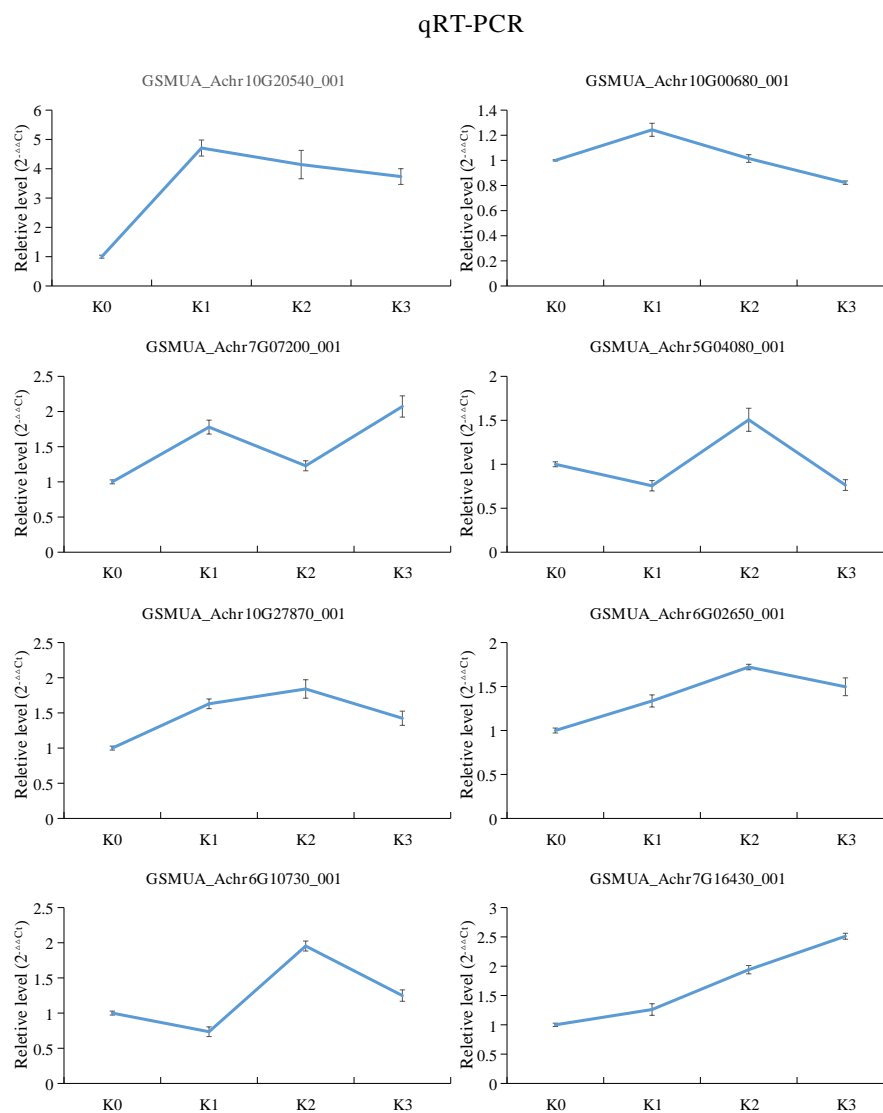 qRT-PCR
GSMUA_Achr10G20540_001
Reletive level (2-ΔΔCt)
6
5
4
3
2
1
0
K0 K1 K2 K3
GSMUA_Achr10G00680_001
Reletive level (2-ΔΔCt)
1.4
1.2
1
0.8
0.6
0.4
0.2
0
K0 K1 K2 K3
GSMUA_Achr7G07200_001
Reletive level (2-ΔΔCt)
2.5
2
1.5
1
0.5
0
K0 K1 K2 K3
GSMUA_Achr5G04080_001
Reletive level (2-ΔΔCt)
2
1.5
1
0.5
0
K0 K1 K2 K3
GSMUA_Achr10G27870_001
Reletive level (2-ΔΔCt)
2.5
2
1.5
1
0.5
0
K0 K1 K2 K3
GSMUA_Achr6G02650_001
Reletive level (2-ΔΔCt)
2
1.5
1
0.5
0
K0 K1 K2 K3
GSMUA_Achr6G10730_001
Reletive level (2-ΔΔCt)
2.5
2
1.5
1
0.5
0
K0 K1 K2 K3
GSMUA_Achr7G16430_001
Reletive level (2-ΔΔCt)
3
2.5
2
1.5
1
0.5
0
K0 K1 K2 K3